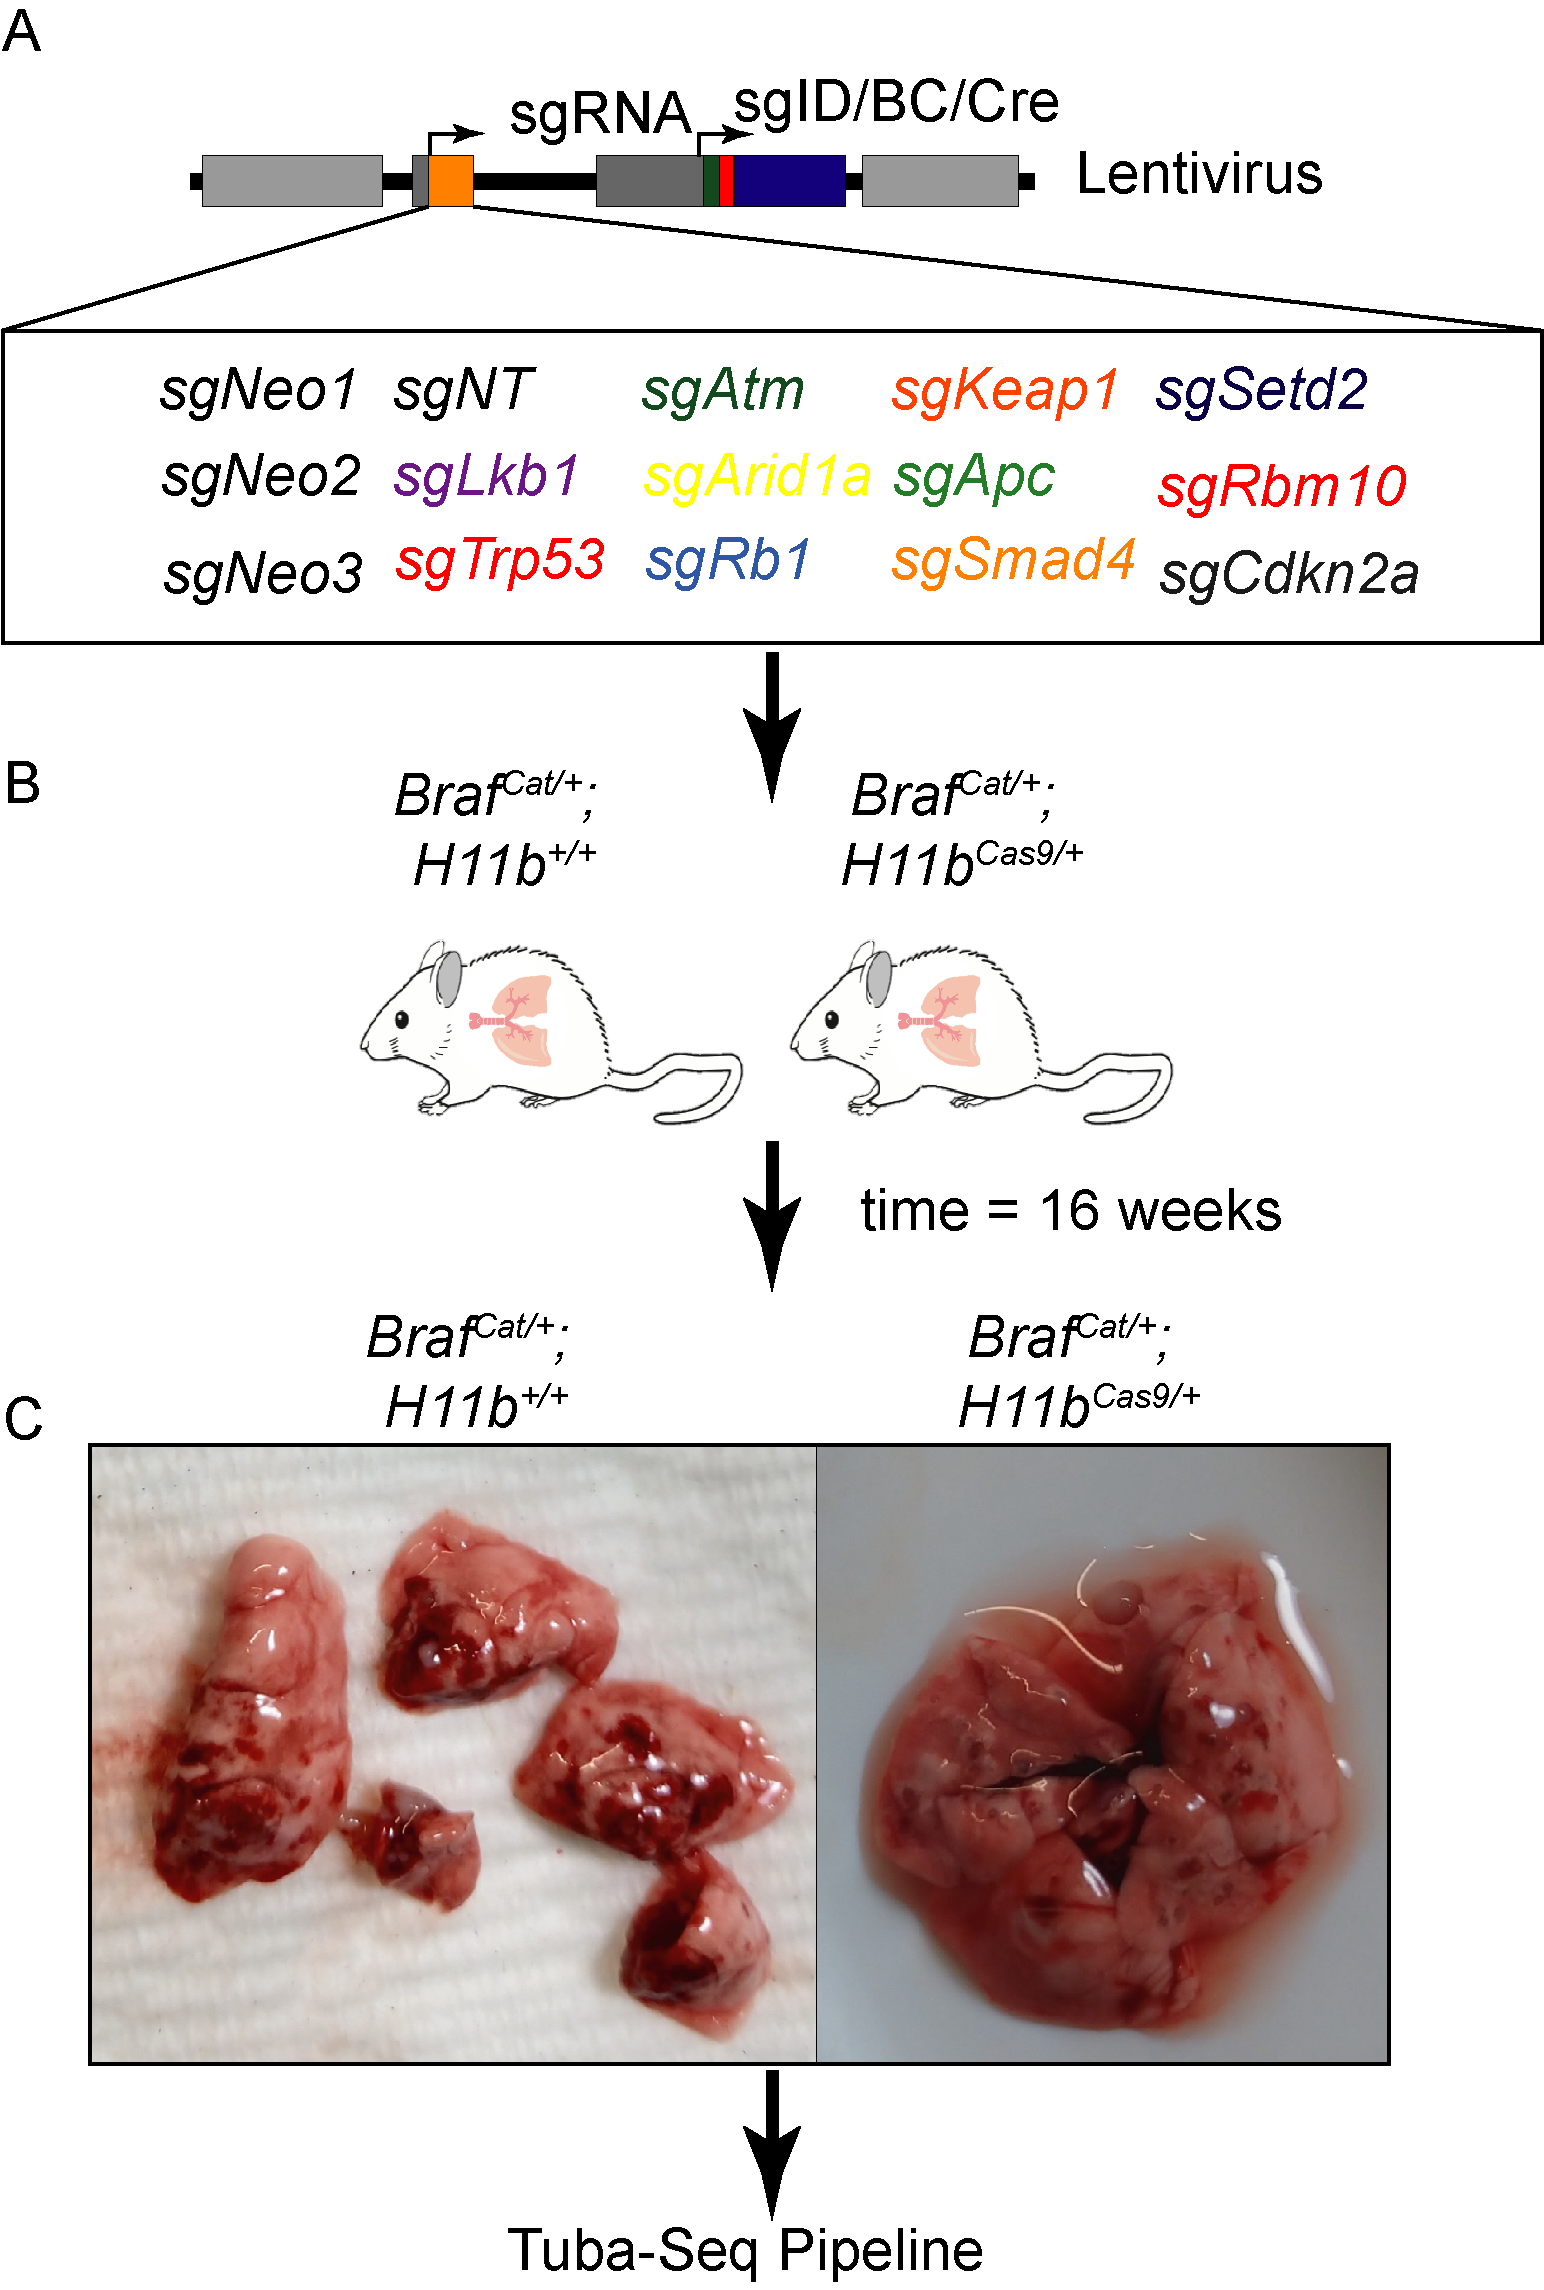 A
sgRNA
sgID/BC/Cre
Lentivirus
sgNeo1 sgNT sgAtm sgKeap1 sgSetd2
sgNeo2 sgLkb1 sgArid1a sgApc sgRbm10
sgNeo3 sgTrp53 sgRb1 sgSmad4 sgCdkn2a
B
Braf^Cat/+; Braf^Cat/+;
H11b^+/+ H11b^Cas9/+
time = 16 weeks
Braf^Cat/+; Braf^Cat/+;
H11b^+/+ H11b^Cas9/+
C
Tuba-Seq Pipeline